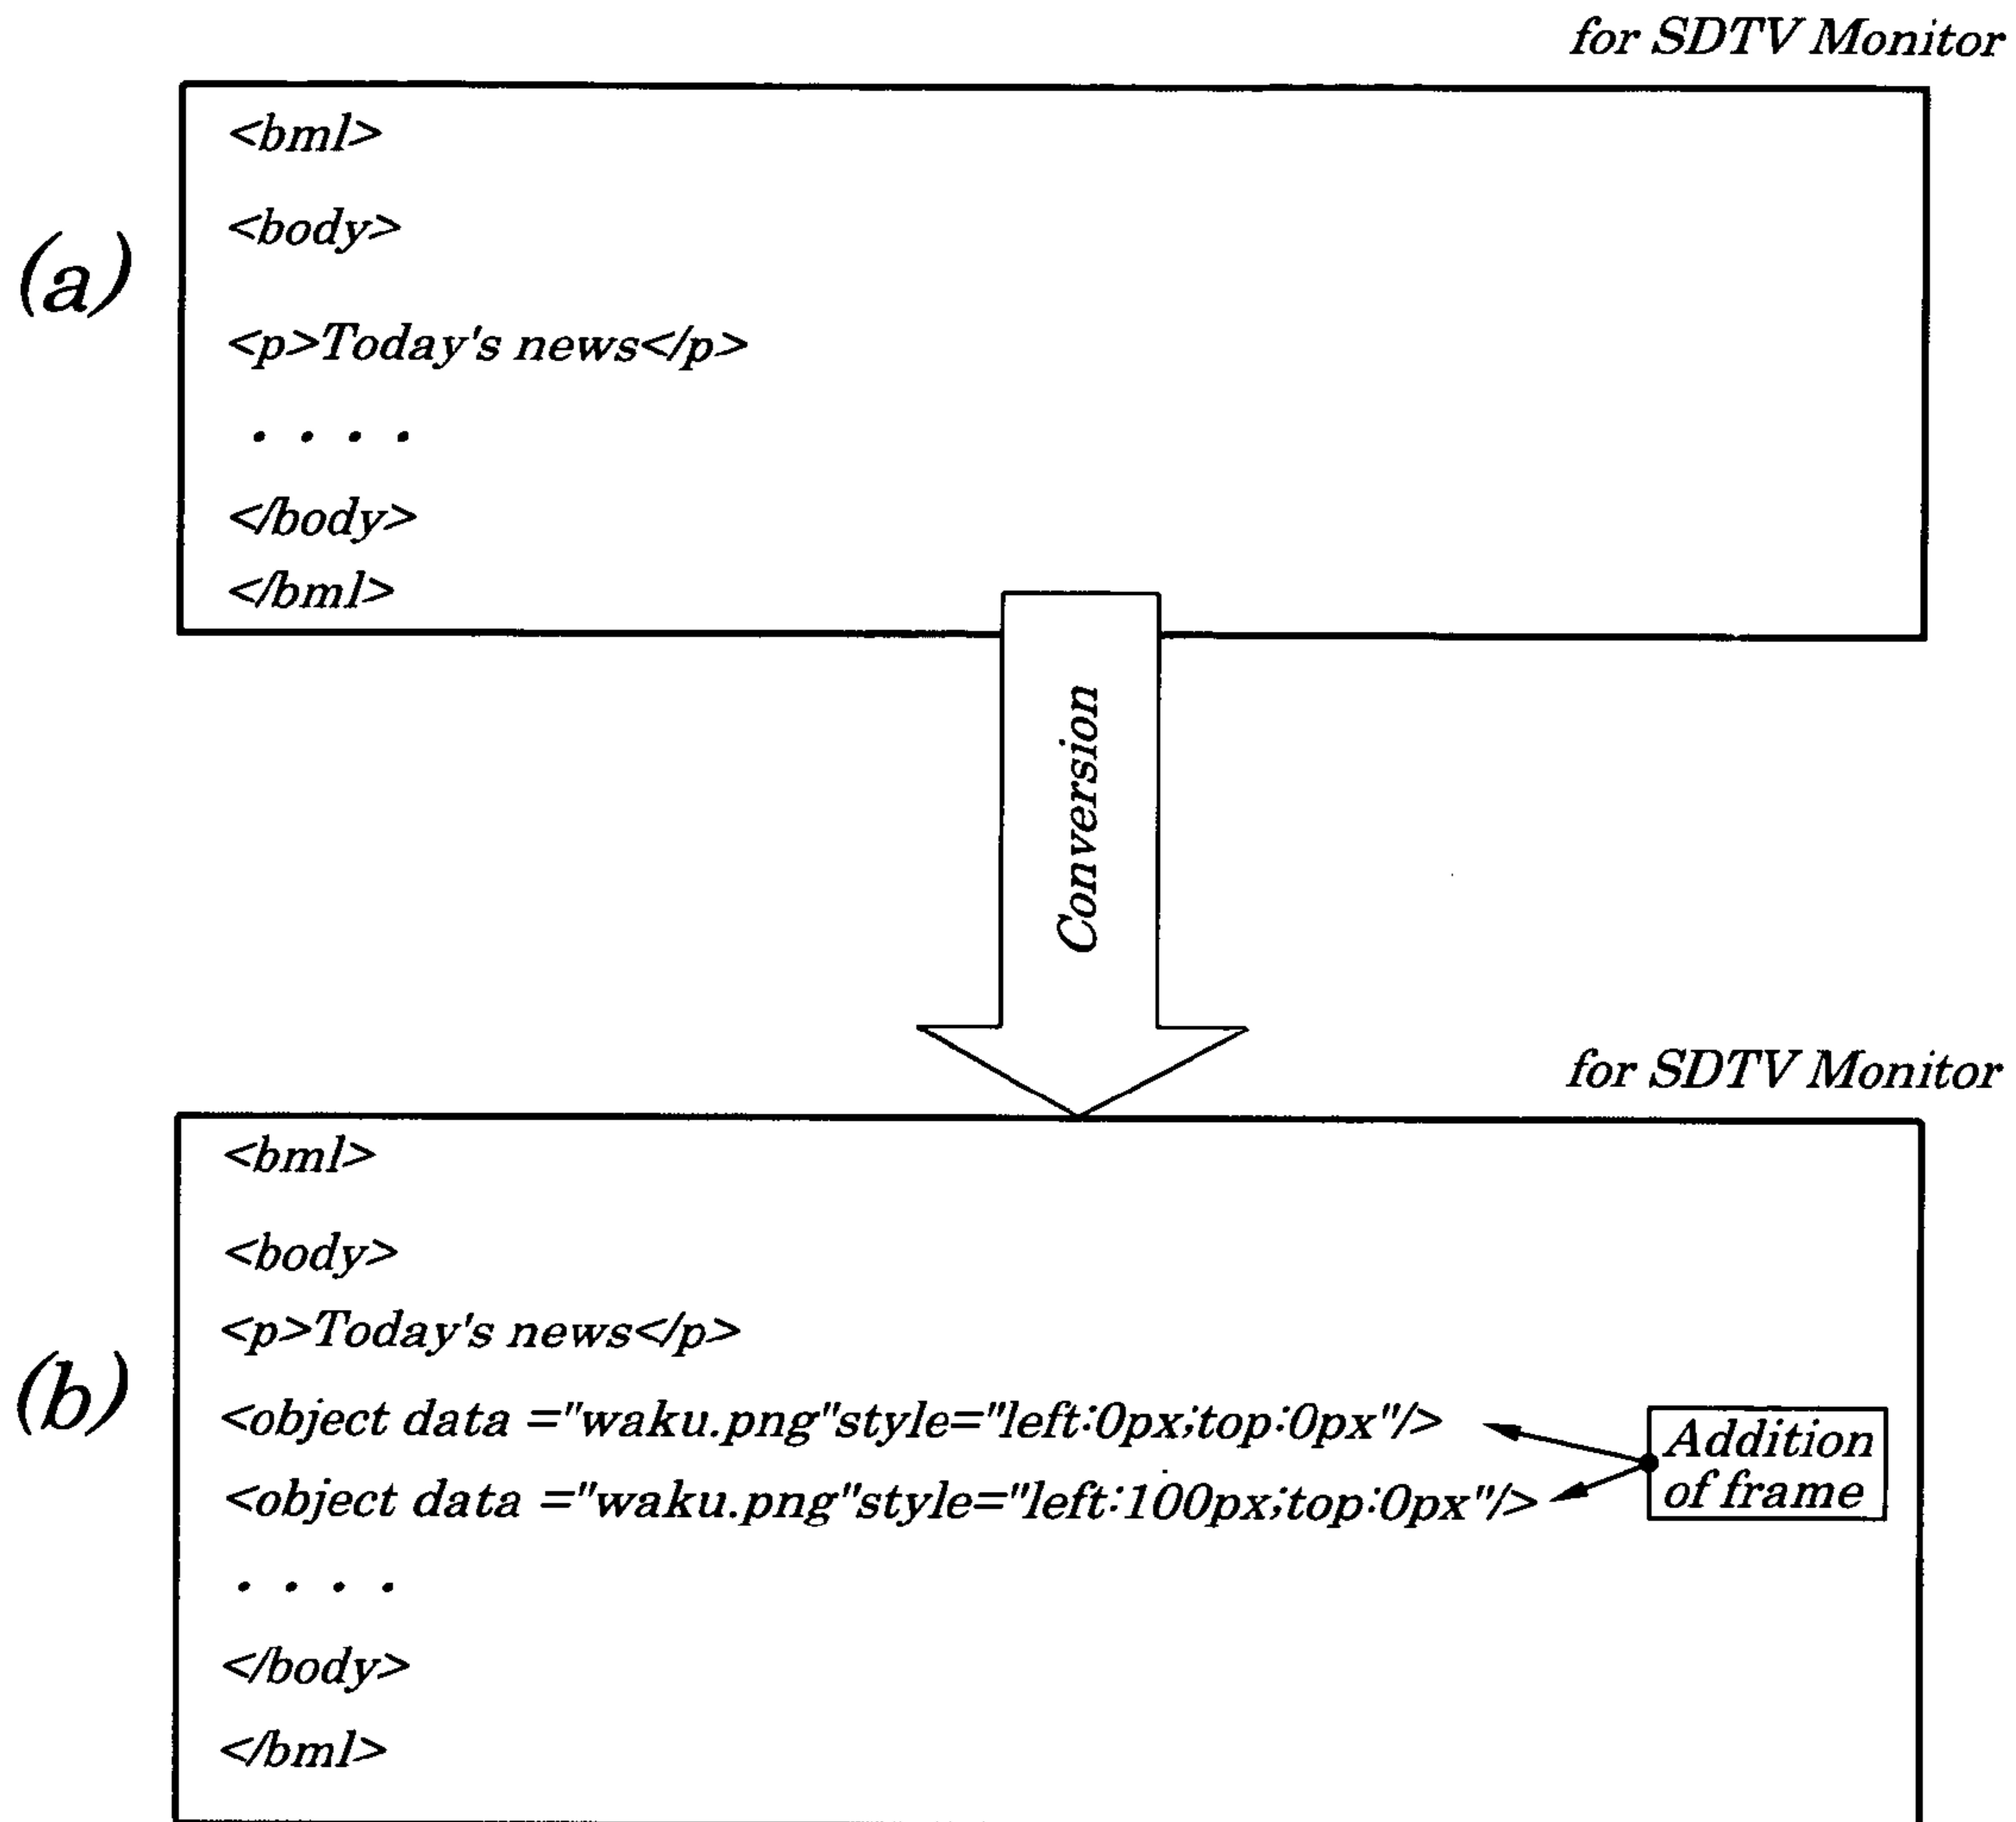 for SDTV Monitor
<bml>
<body>
(a)
<p>Today's news</p>
. . . .
</body>
</bml>
Conversion
for SDTV Monitor
<bml>
<body>
<p>Today's news</p>
(b)
<object data ="waku.png"style="left:0px;top:0px"/>
<object data ="waku.png"style="left:100px;top:0px"/>
Addition
of frame
. . . .
</body>
</bml>